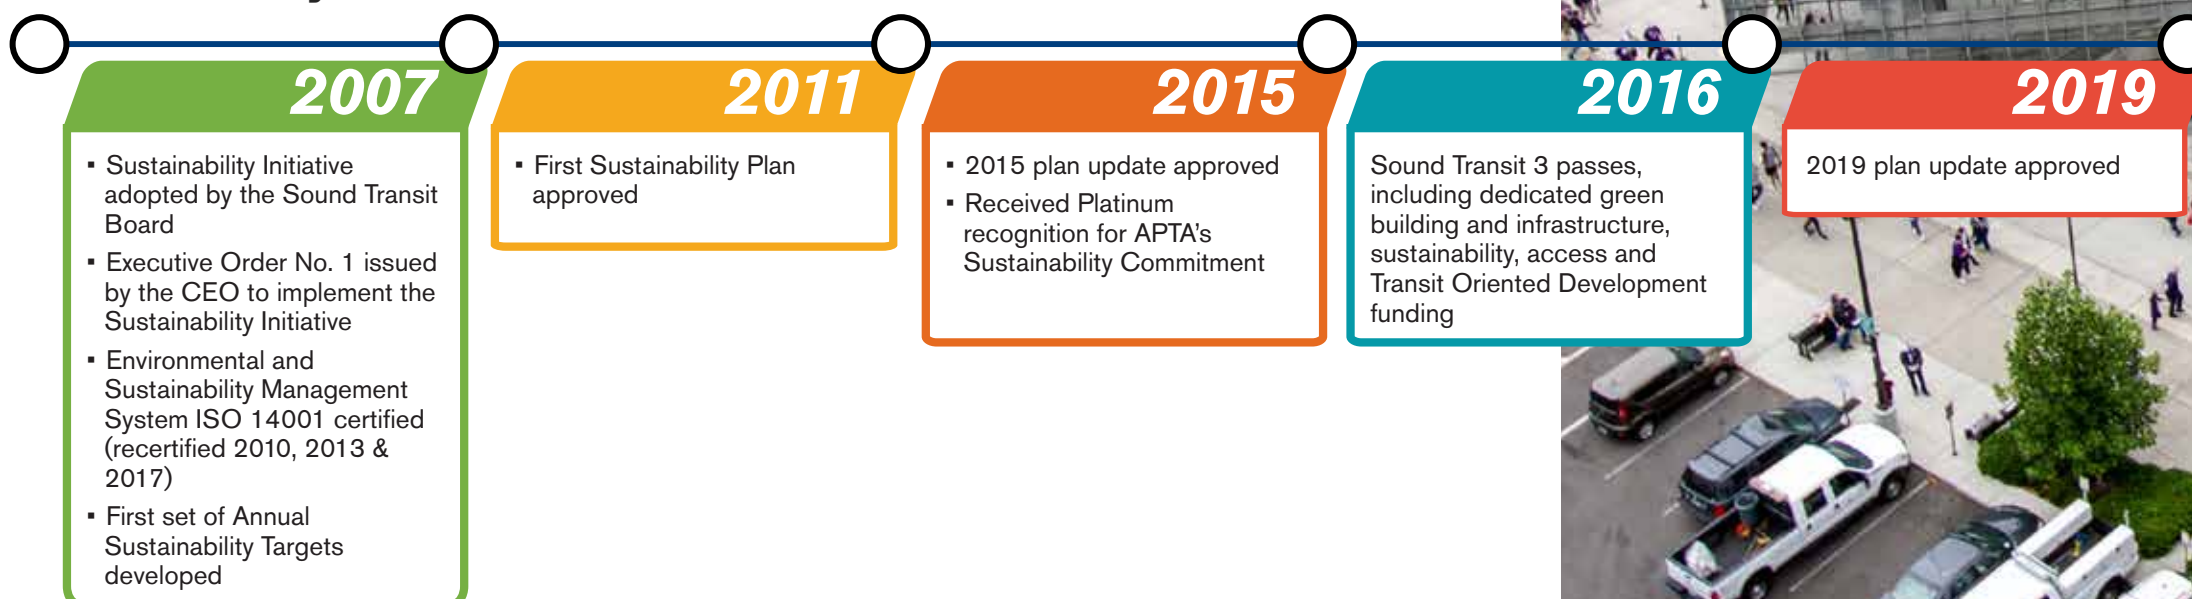 2007
▪ Sustainability Initiative
adopted by the Sound Transit
Board
▪ Executive Order No. 1 issued
by the CEO to implement the
Sustainability Initiative
▪ Environmental and
Sustainability Management
System ISO 14001 certified
(recertified 2010, 2013 &
2017)
▪ First set of Annual
Sustainability Targets
developed
2011
▪ First Sustainability Plan
approved
2015
▪ 2015 plan update approved
▪ Received Platinum
recognition for APTA’s
Sustainability Commitment
2016
Sound Transit 3 passes,
including dedicated green
building and infrastructure,
sustainability, access and
Transit Oriented Development
funding
2019
2019 plan update approved